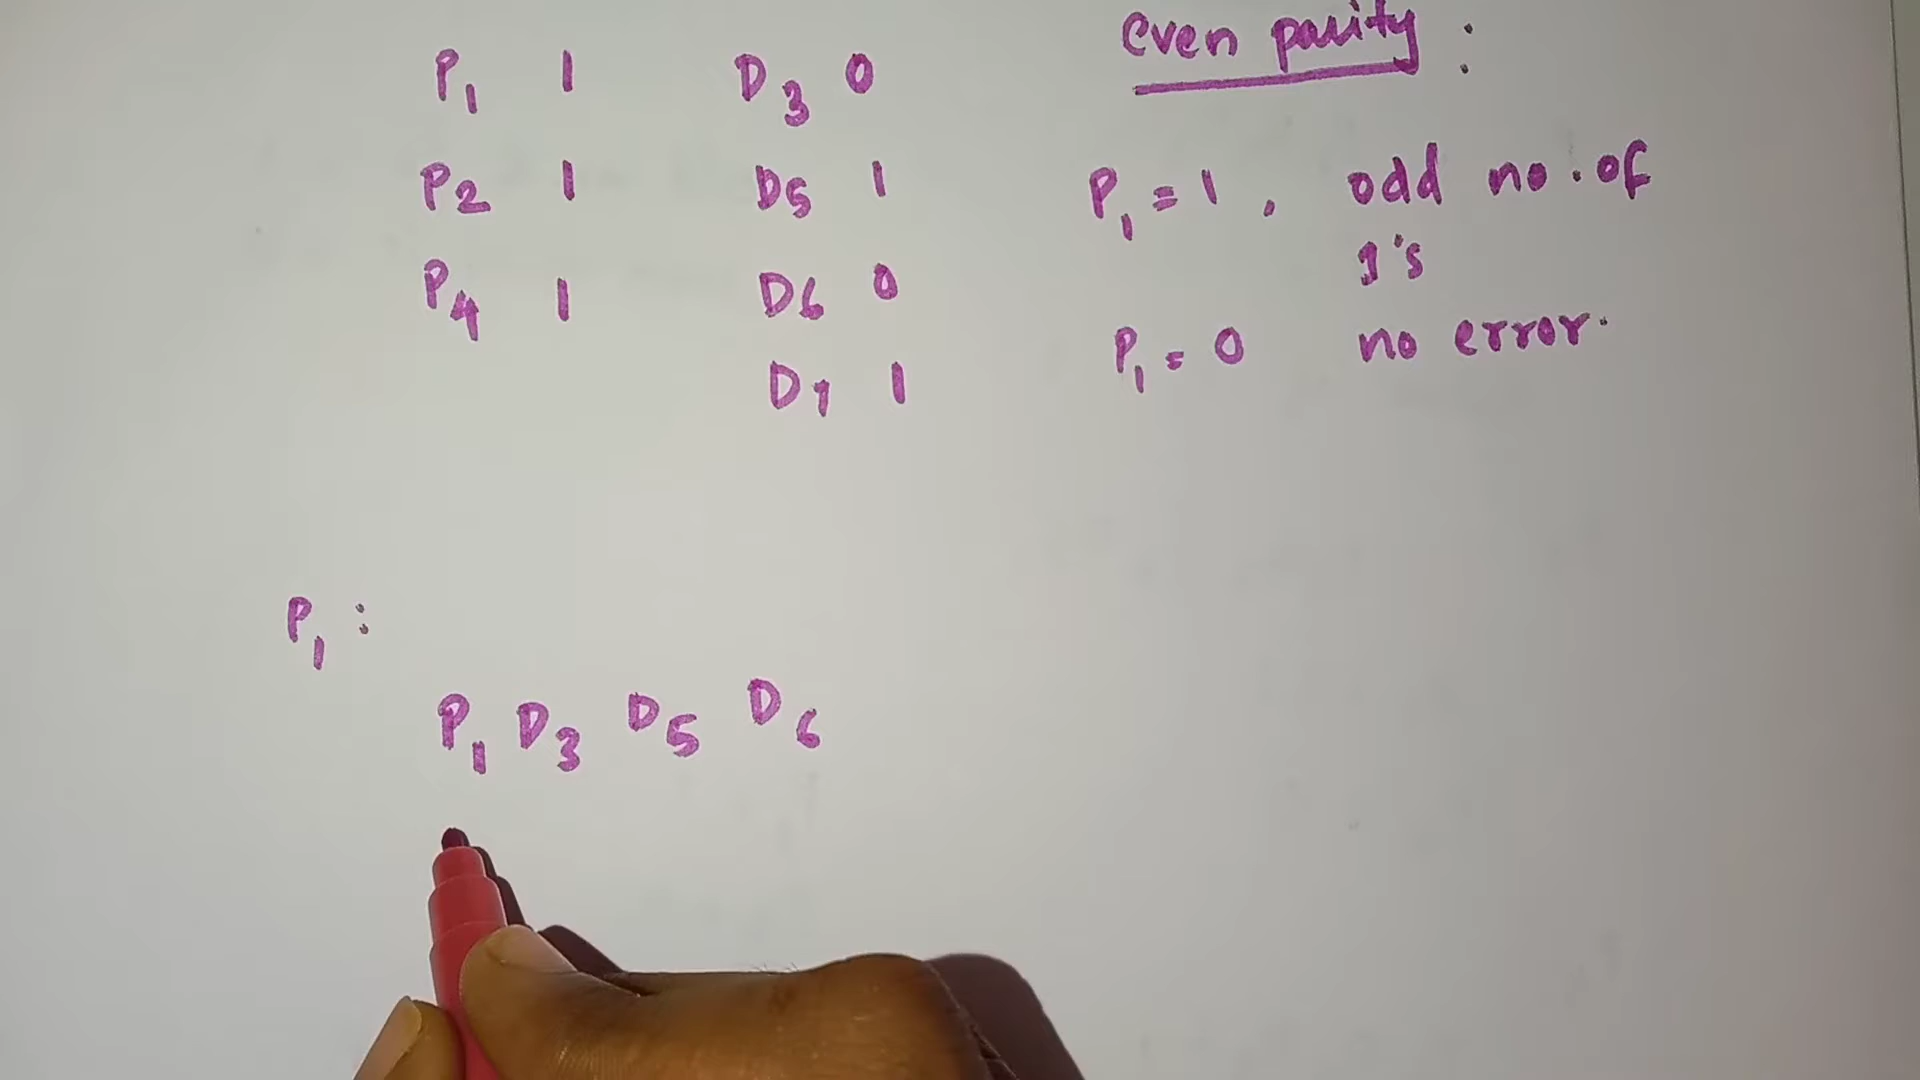 even parity :
P1 1 D3 0
P2 1 D5 1
P4 1 D6 0
D7 1
P1 = 1 , odd no. of
1's
P1 = 0 no error.
P1 :
P1 D3 D5 D6